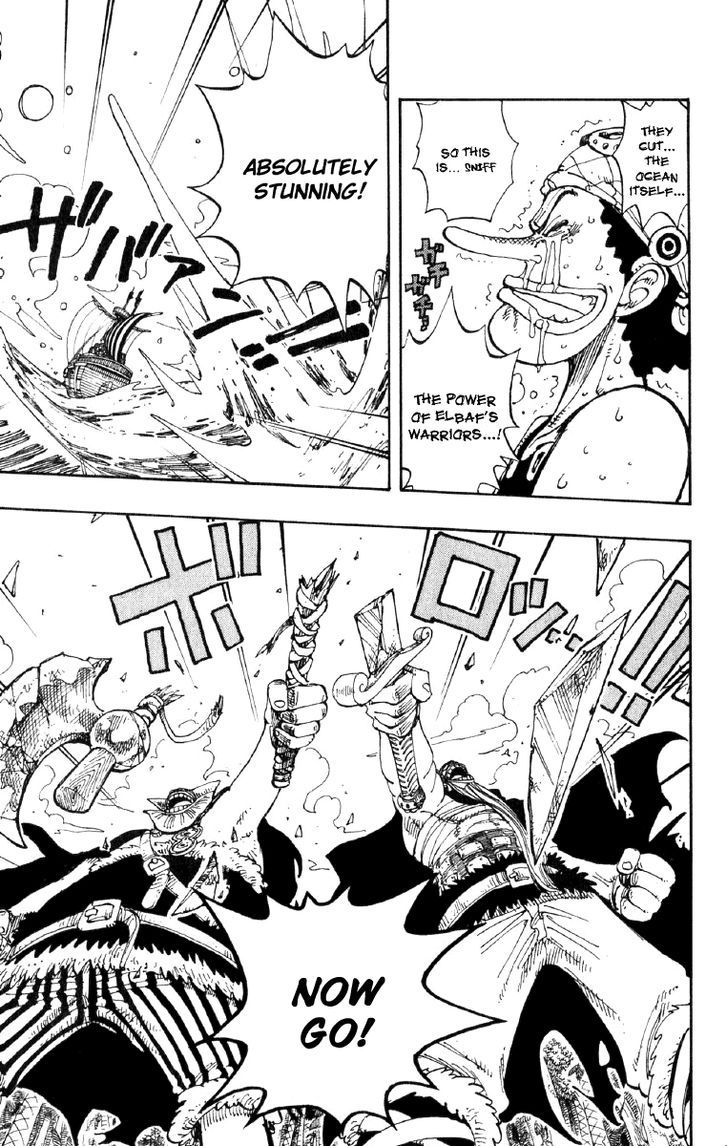 THEY
CUT...
THE
OCEAN
ITSELF...
SO THIS
IS... SNIFF
ガチ
ガチ...
THE POWER
OF ELBAF'S
WARRIORS...!
ABSOLUTELY
STUNNING!
ザバァン!!
ボロッ!!
NOW
GO!